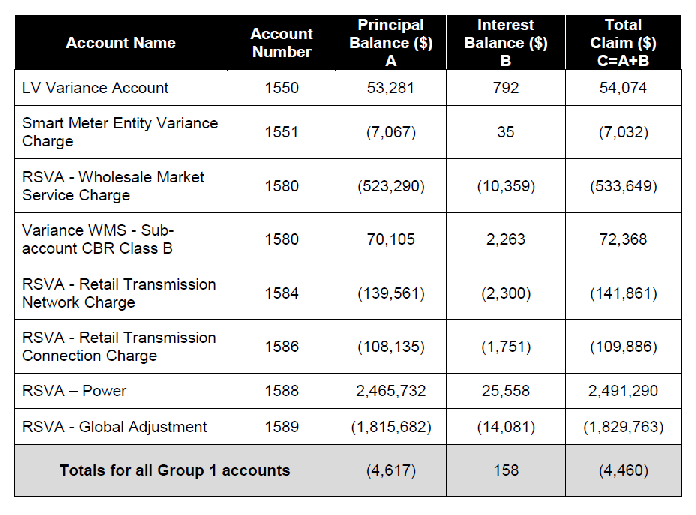 Account Name Account Number Principal Balance ($) A Interest Balance ($) B Total Claim ($) C=A+B
LV Variance Account 1550 53,281 792 54,074
Smart Meter Entity Variance Charge 1551 (7,067) 35 (7,032)
RSVA - Wholesale Market Service Charge 1580 (523,290) (10,359) (533,649)
Variance WMS - Sub-account CBR Class B 1580 70,105 2,263 72,368
RSVA - Retail Transmission Network Charge 1584 (139,561) (2,300) (141,861)
RSVA - Retail Transmission Connection Charge 1586 (108,135) (1,751) (109,886)
RSVA – Power 1588 2,465,732 25,558 2,491,290
RSVA - Global Adjustment 1589 (1,815,682) (14,081) (1,829,763)
Totals for all Group 1 accounts (4,617) 158 (4,460)